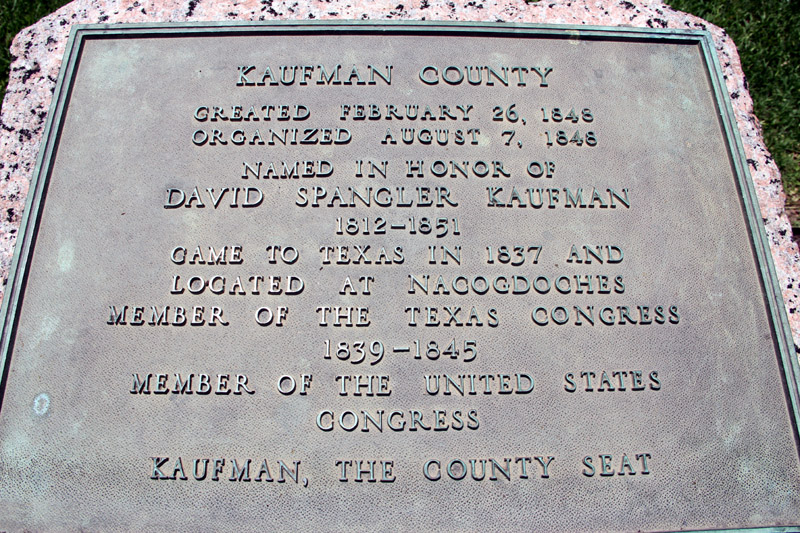 KAUFMAN COUNTY
CREATED FEBRUARY 26, 1848
ORGANIZED AUGUST 7, 1848
NAMED IN HONOR OF
DAVID SPANGLER KAUFMAN
1812-1851
CAME TO TEXAS IN 1837 AND
LOCATED AT NACOGDOCHES
MEMBER OF THE TEXAS CONGRESS
1839-1845
MEMBER OF THE UNITED STATES
CONGRESS
KAUFMAN, THE COUNTY SEAT